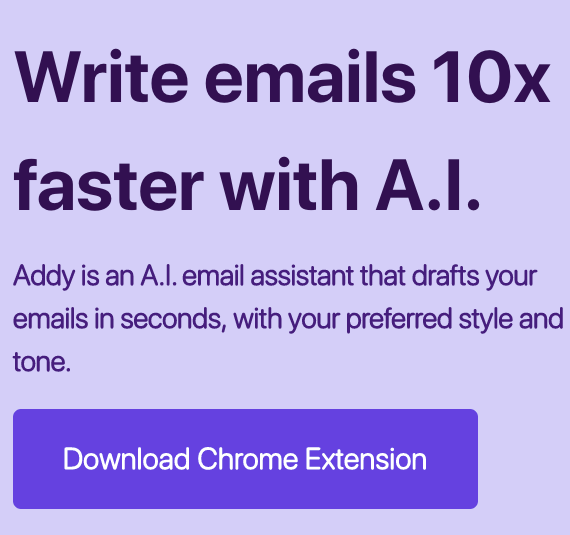 Write emails 10x
faster with A.I.
Addy is an A.I. email assistant that drafts your
emails in seconds, with your preferred style and
tone.
Download Chrome Extension